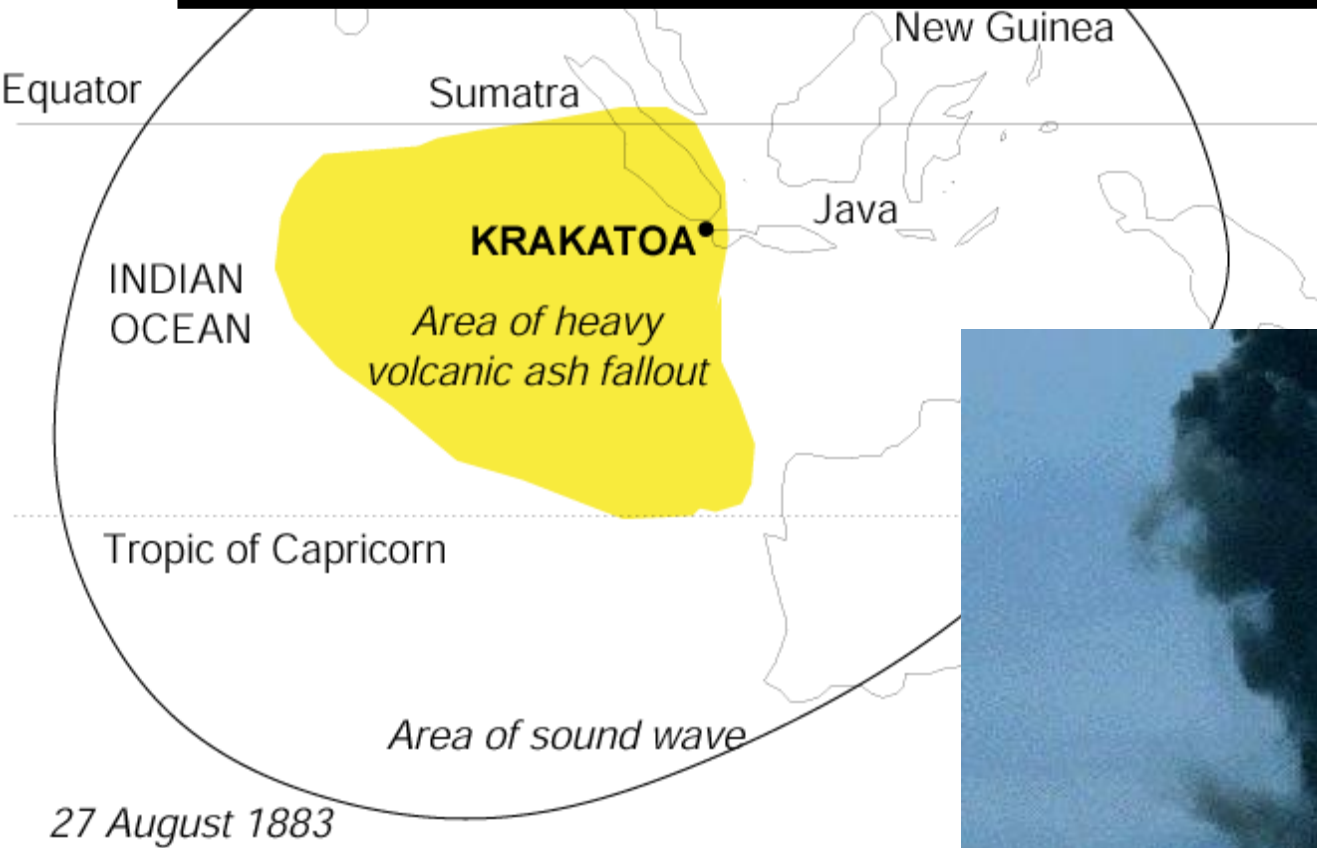 New Guinea
Equator
Sumatra
Java
KRAKATOA
INDIAN
OCEAN
Area of heavy
volcanic ash fallout
Tropic of Capricorn
Area of sound wave
27 August 1883